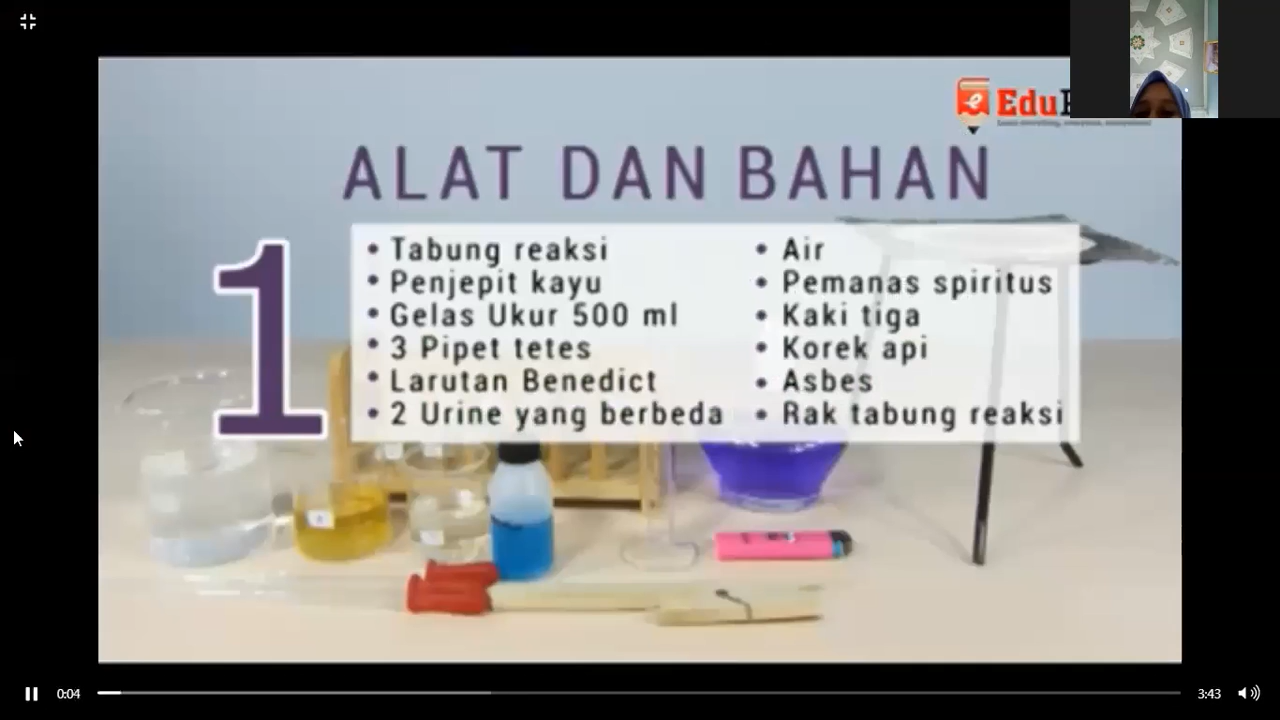 Edu
ALAT DAN BAHAN
1
• Tabung reaksi
• Penjepit kayu
• Gelas Ukur 500 ml
• 3 Pipet tetes
• Larutan Benedict
• 2 Urine yang berbeda
• Air
• Pemanas spiritus
• Kaki tiga
• Korek api
• Asbes
• Rak tabung reaksi
0:04
3:43